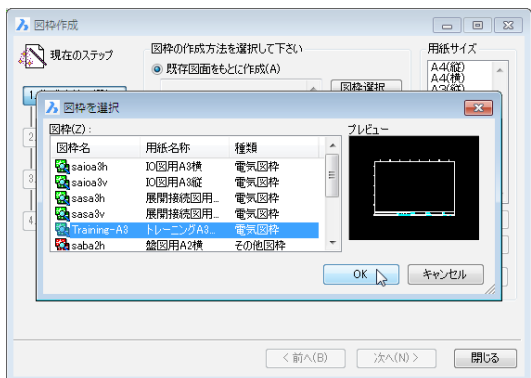 図枠作成
現在のステップ
図枠の作成方法を選択して下さい
用紙サイズ
既存図面をもとに作成(A)
図枠選択
A4(縦)
A4(横)
1.
2.
3.
4.
図枠を選択
図枠(Z):
プレビュー
図枠名 用紙名称 種類
saioa3h IO図用A3横 電気図枠
saioa3v IO図用A3縦 電気図枠
sasa3h 展開接続図用... 電気図枠
sasa3v 展開接続図用... 電気図枠
Training-A3 トレーニングA3... 電気図枠
saba2h 盤図用A2横 その他図枠
OK
キャンセル
< 前へ(B)
次へ(N) >
閉じる